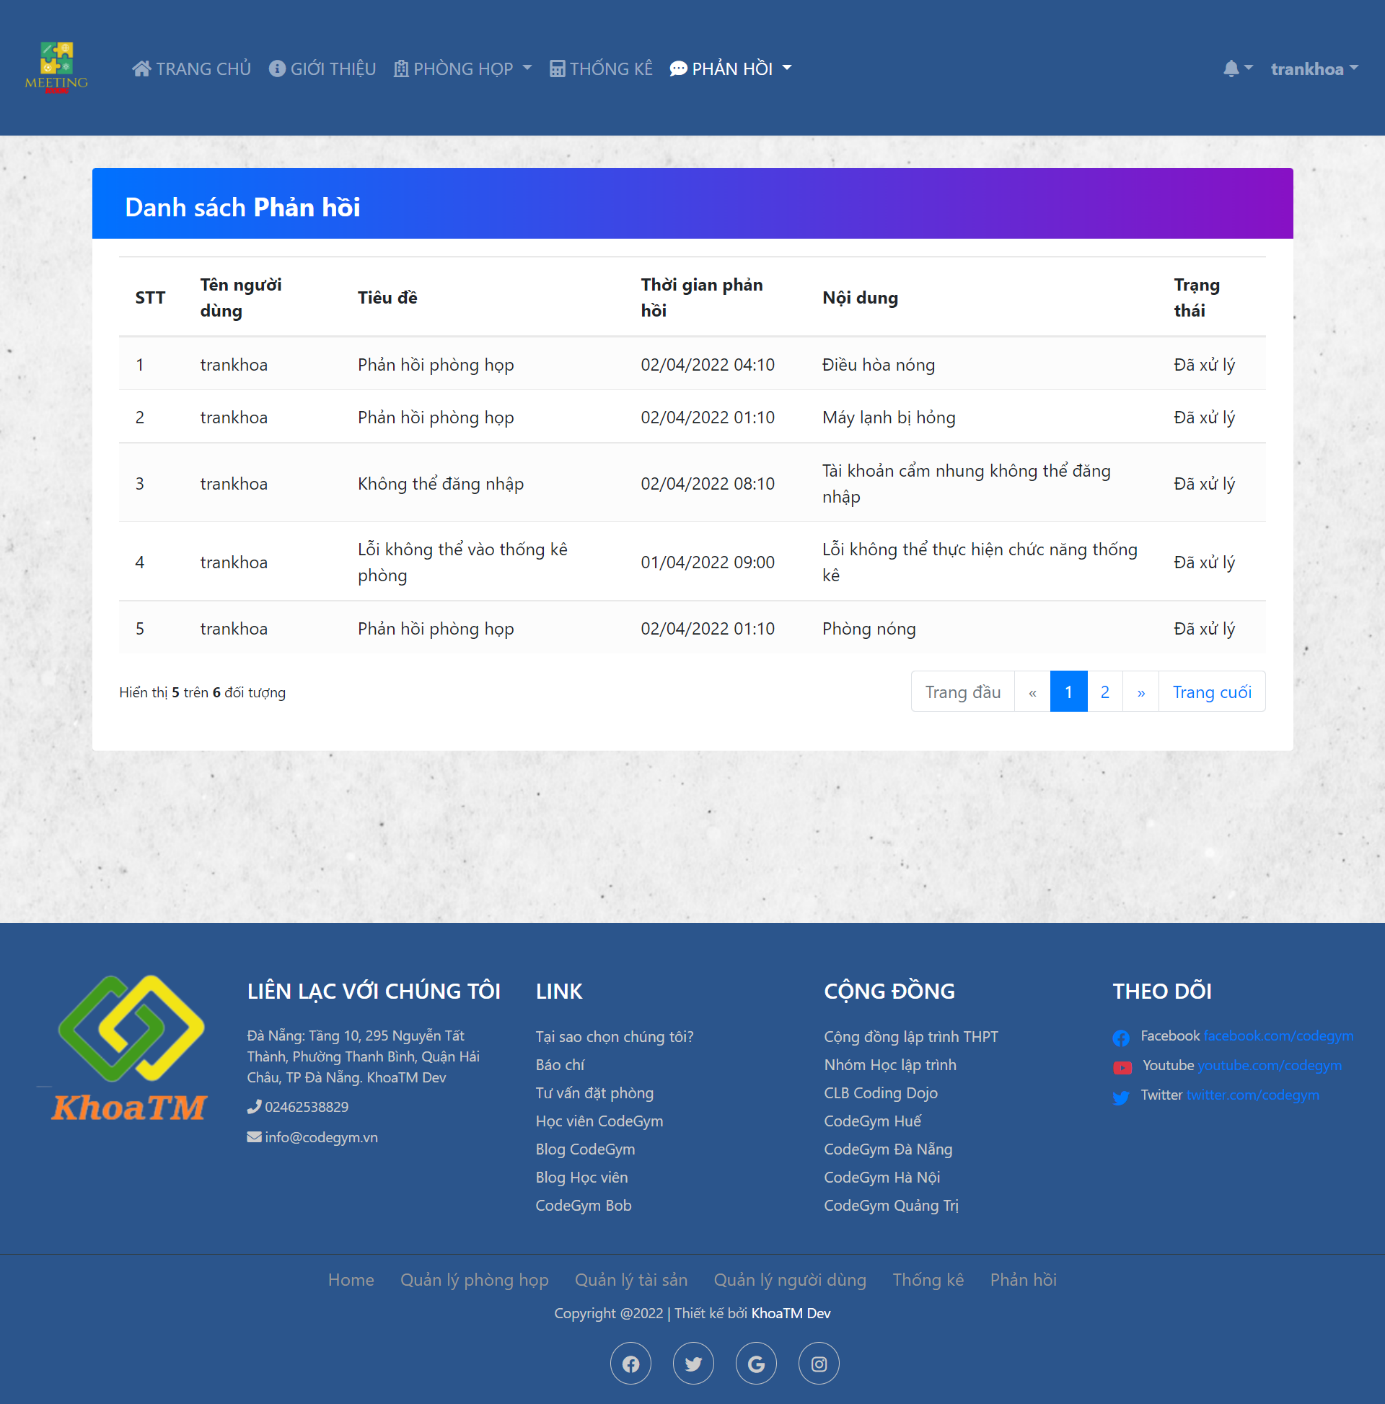 MEETING
TRANG CHỦ
GIỚI THIỆU
PHÒNG HỌP
THỐNG KÊ
PHẢN HỒI
trankhoa
Danh sách Phản hồi
STT
Tên người
dùng
Tiêu đề
Thời gian phản
hồi
Nội dung
Trạng
thái
1 trankhoa Phản hồi phòng họp 02/04/2022 04:10 Điều hòa nóng Đã xử lý
2 trankhoa Phản hồi phòng họp 02/04/2022 01:10 Máy lạnh bị hỏng Đã xử lý
3 trankhoa Không thể đăng nhập 02/04/2022 08:10 Tài khoản cẩm nhung không thể đăng
nhập Đã xử lý
4 trankhoa Lỗi không thể vào thống kê
phòng 01/04/2022 09:00 Lỗi không thể thực hiện chức năng thống
kê Đã xử lý
5 trankhoa Phản hồi phòng họp 02/04/2022 01:10 Phòng nóng Đã xử lý
Hiển thị 5 trên 6 đối tượng
Trang đầu « 1 2 » Trang cuối
KhoaTM
LIÊN LẠC VỚI CHÚNG TÔI
Đà Nẵng: Tầng 10, 295 Nguyễn Tất
Thành, Phường Thanh Bình, Quận Hải
Châu, TP Đà Nẵng. KhoaTM Dev
02462538829
info@codegym.vn
LINK
Tại sao chọn chúng tôi?
Báo chí
Tư vấn đặt phòng
Học viên CodeGym
Blog CodeGym
Blog Học viên
CodeGym Bob
CỘNG ĐỒNG
Cộng đồng lập trình THPT
Nhóm Học lập trình
CLB Coding Dojo
CodeGym Huế
CodeGym Đà Nẵng
CodeGym Hà Nội
CodeGym Quảng Trị
THEO DÕI
Facebook facebook.com/codegym
Youtube youtube.com/codegym
Twitter twitter.com/codegym
Home Quản lý phòng họp Quản lý tài sản Quản lý người dùng Thống kê Phản hồi
Copyright @2022 | Thiết kế bởi KhoaTM Dev